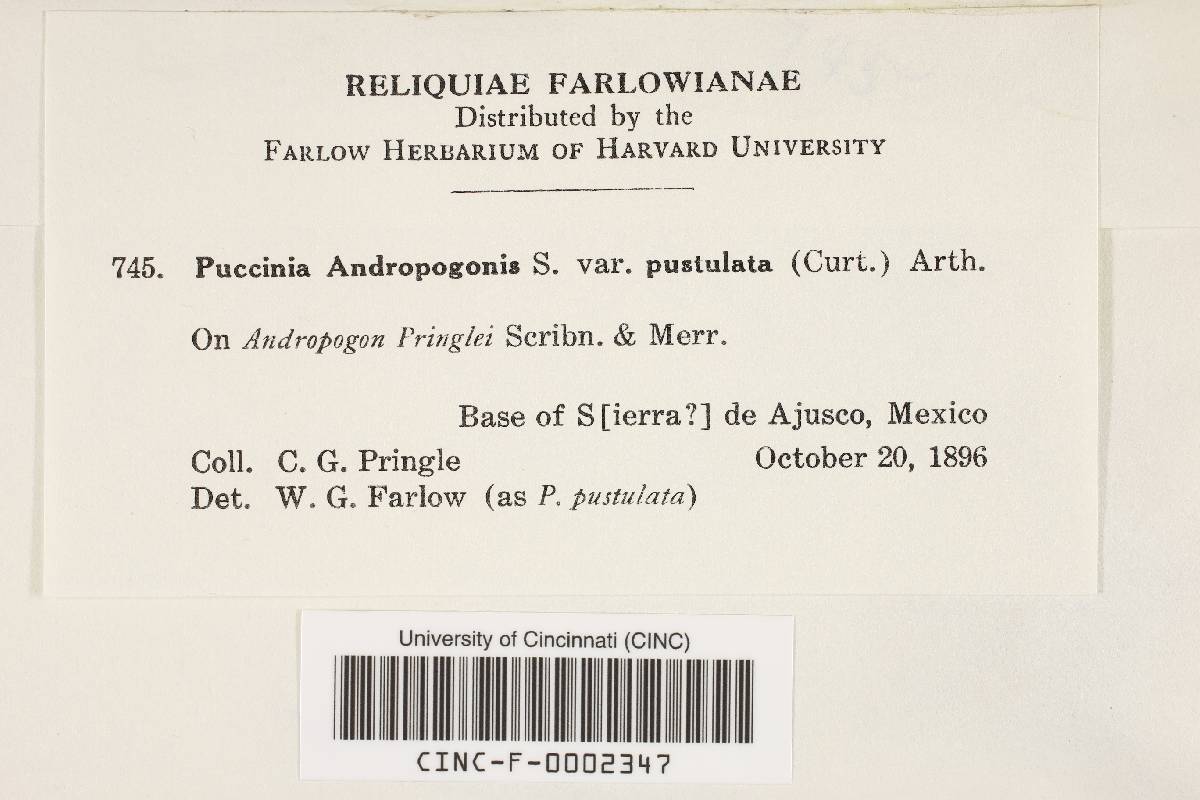 RELIQUIAE FARLOWIANAE
Distributed by the
FARLOW HERBARIUM OF HARVARD UNIVERSITY
745. Puccinia Andropogonis S. var. pustulata (Curt.) Arth.
On Andropogon Pringlei Scribn. & Merr.
Base of S[ierra?] de Ajusco, Mexico
Coll. C. G. Pringle October 20, 1896
Det. W. G. Farlow (as P. pustulata)
University of Cincinnati (CINC)
CINC-F-0002347